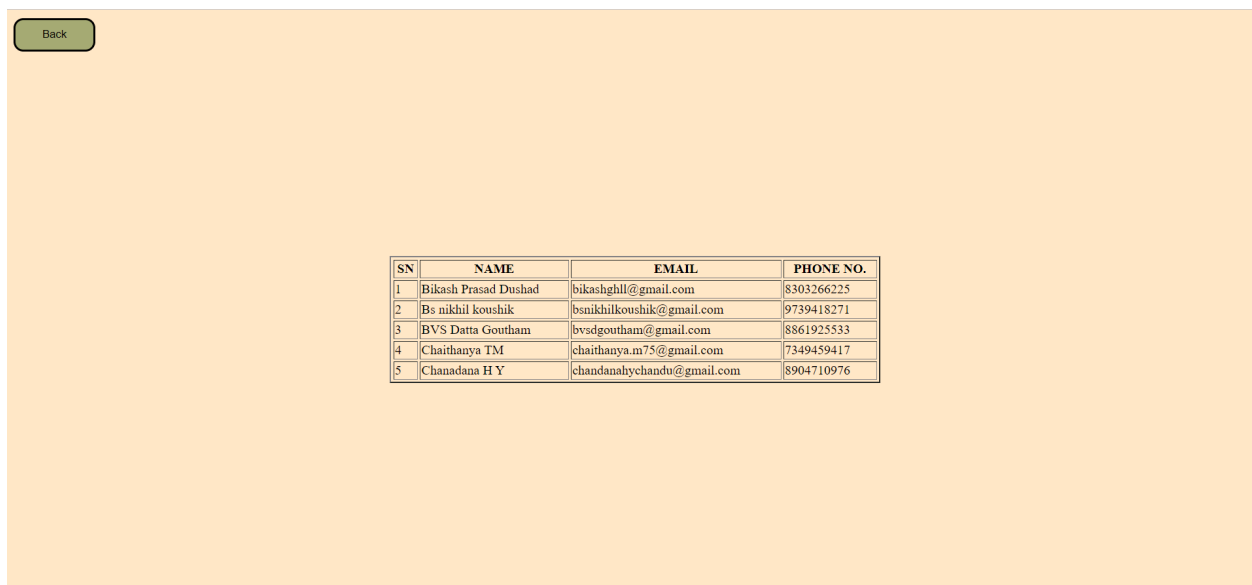 Back
SN NAME EMAIL PHONE NO.
1 Bikash Prasad Dushad bikashghll@gmail.com 8303266225
2 Bs nikhil koushik bsnikhilkoushik@gmail.com 9739418271
3 BVS Datta Goutham bvsdgoutham@gmail.com 8861925533
4 Chaithanya TM chaithanya.m75@gmail.com 7349459417
5 Chanadana H Y chandanahychandu@gmail.com 8904710976